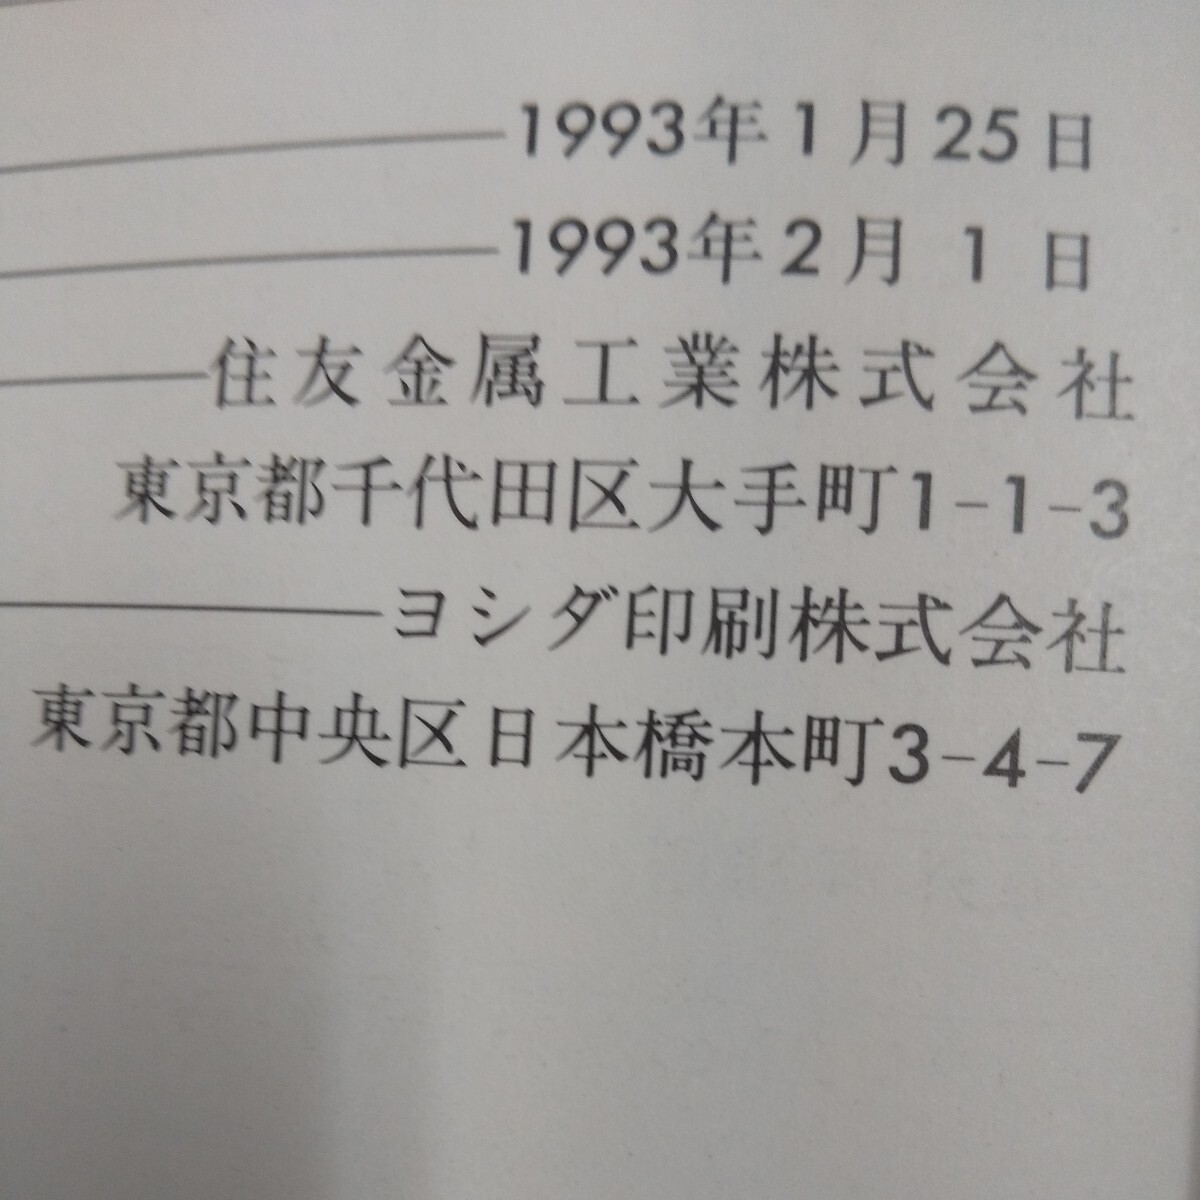 1993年1月25日
1993年2月1日
住友金属工業株式会社
東京都千代田区大手町1-1-3
ヨシダ印刷株式会社
東京都中央区日本橋本町3-4-7